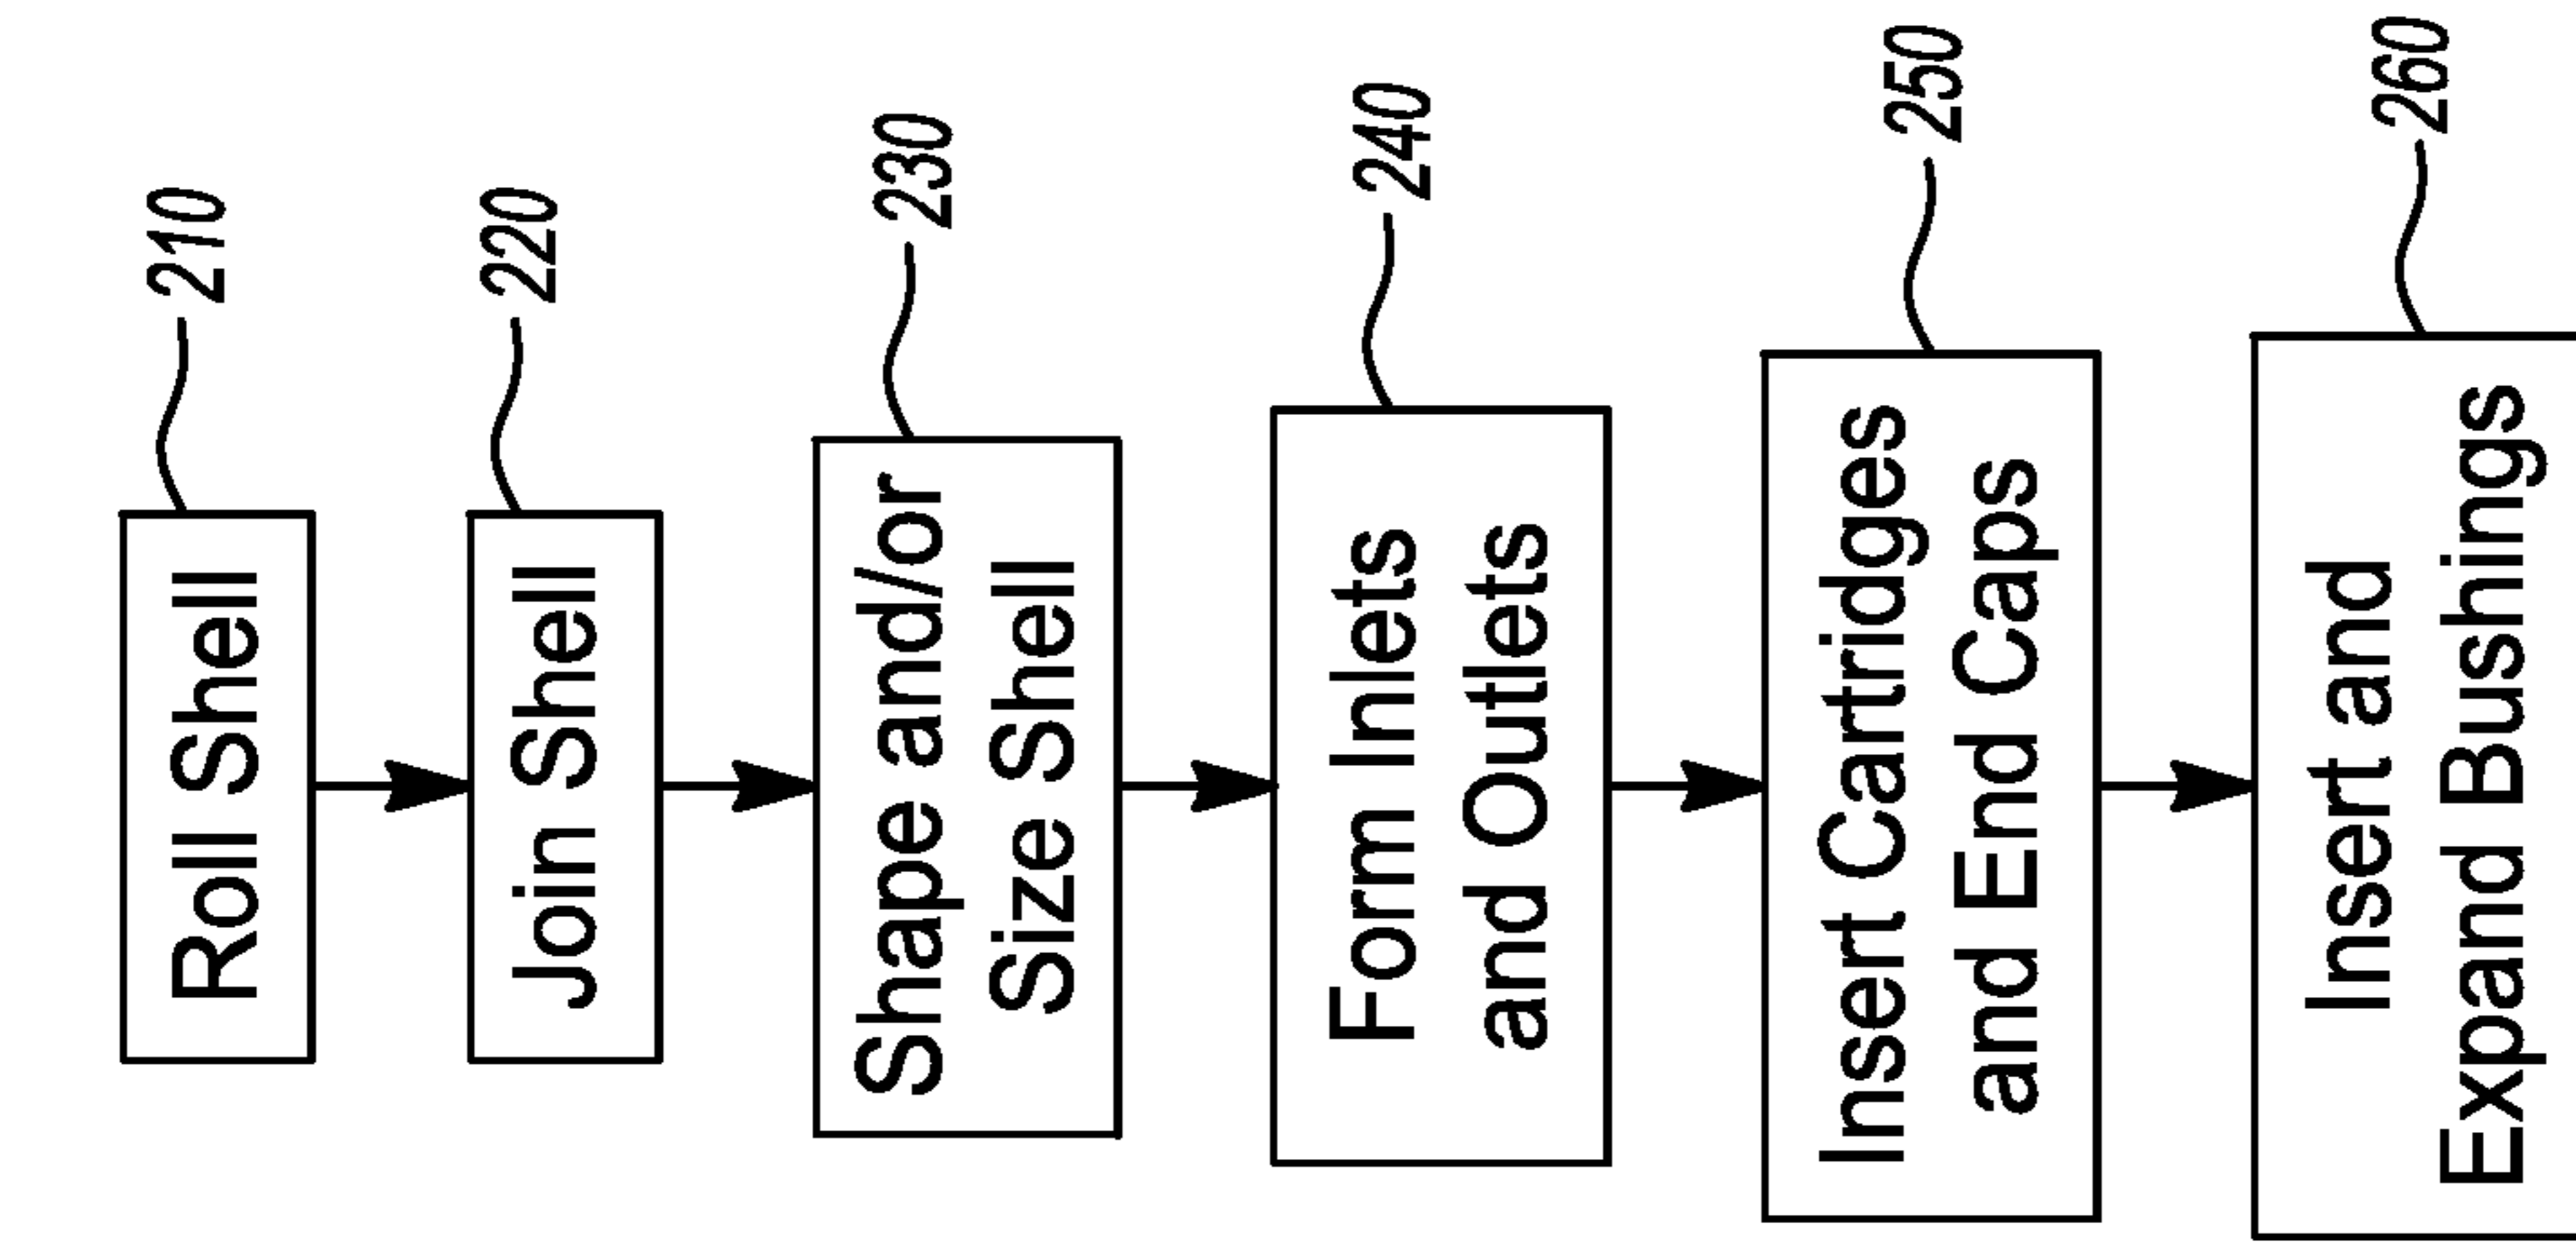 Roll Shell
210
Join Shell
220
Shape and/or
Size Shell
230
Form Inlets
and Outlets
240
Insert Cartridges
and End Caps
250
Insert and
Expand Bushings
260